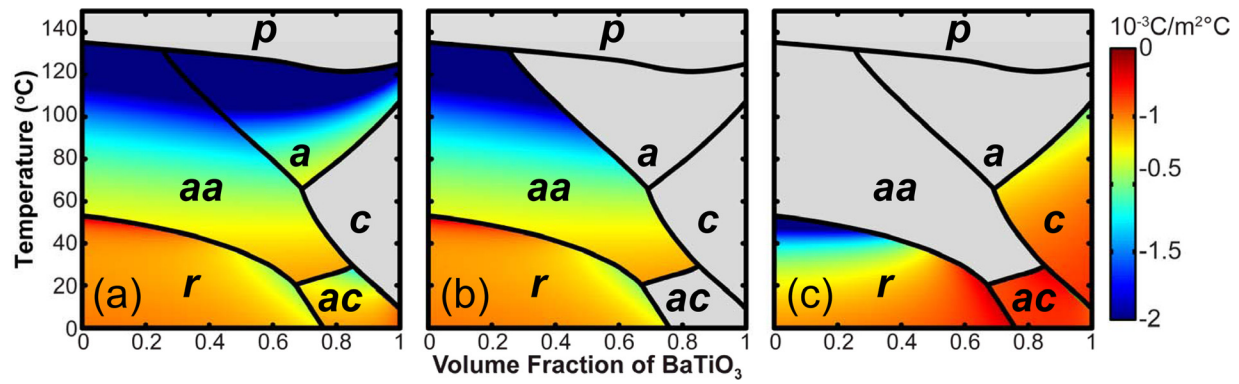 10⁻³C/m²°C
140
120
100
80
60
40
20
0
Temperature (°C)
p
a
aa
c
r
ac
(a)
0 0.2 0.4 0.6 0.8 1
p
a
aa
c
r
ac
(b)
0 0.2 0.4 0.6 0.8 1
p
a
aa
c
r
ac
(c)
0 0.2 0.4 0.6 0.8 1
Volume Fraction of BaTiO₃
0
-1
-0.5
-1
-1.5
-2